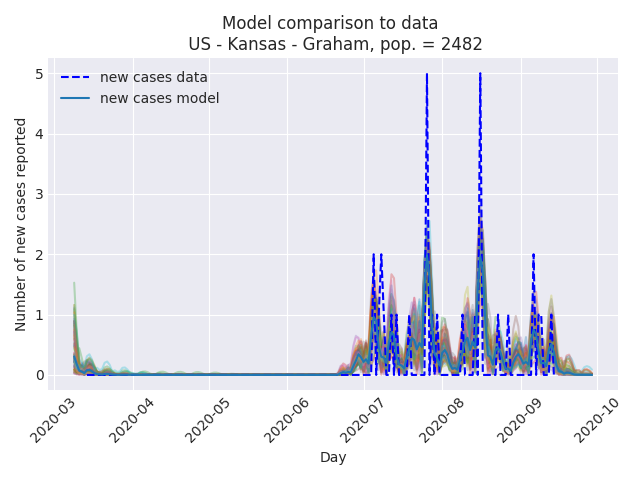 Model comparison to data
US - Kansas - Graham, pop. = 2482
new cases data
new cases model
Number of new cases reported
5
4
3
2
1
0
2020-03
2020-04
2020-05
2020-06
2020-07
2020-08
2020-09
2020-10
Day